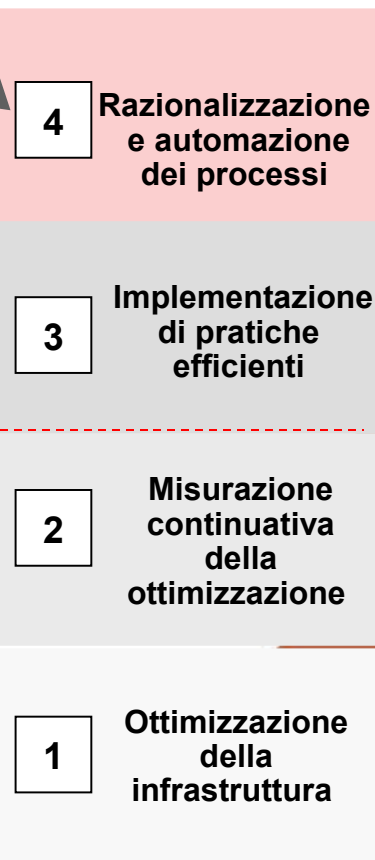 4
Razionalizzazione
e automazione
dei processi
3
Implementazione
di pratiche
efficienti
2
Misurazione
continuativa
della
ottimizzazione
1
Ottimizzazione
della
infrastruttura